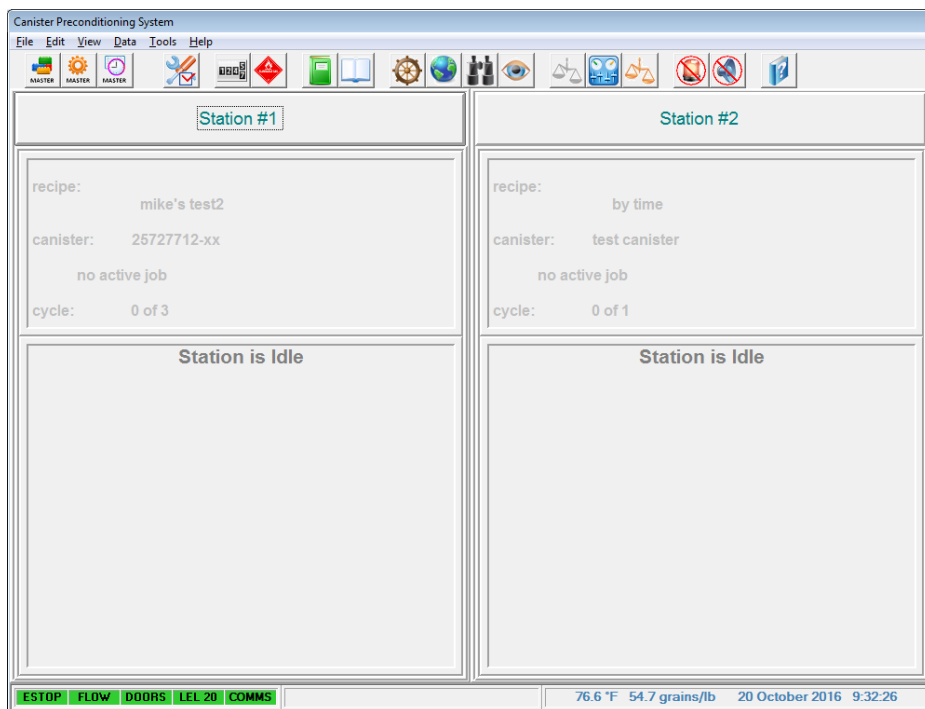 Canister Preconditioning System
File Edit View Data Tools Help
MASTER MASTER MASTER
Station #1
Station #2
recipe:
mike's test2
canister: 25727712-xx
no active job
cycle: 0 of 3
recipe:
by time
canister: test canister
no active job
cycle: 0 of 1
Station is Idle
Station is Idle
ESTOP FLOW DOORS LEL 20 COMMS
76.6 °F 54.7 grains/lb 20 October 2016 9:32:26